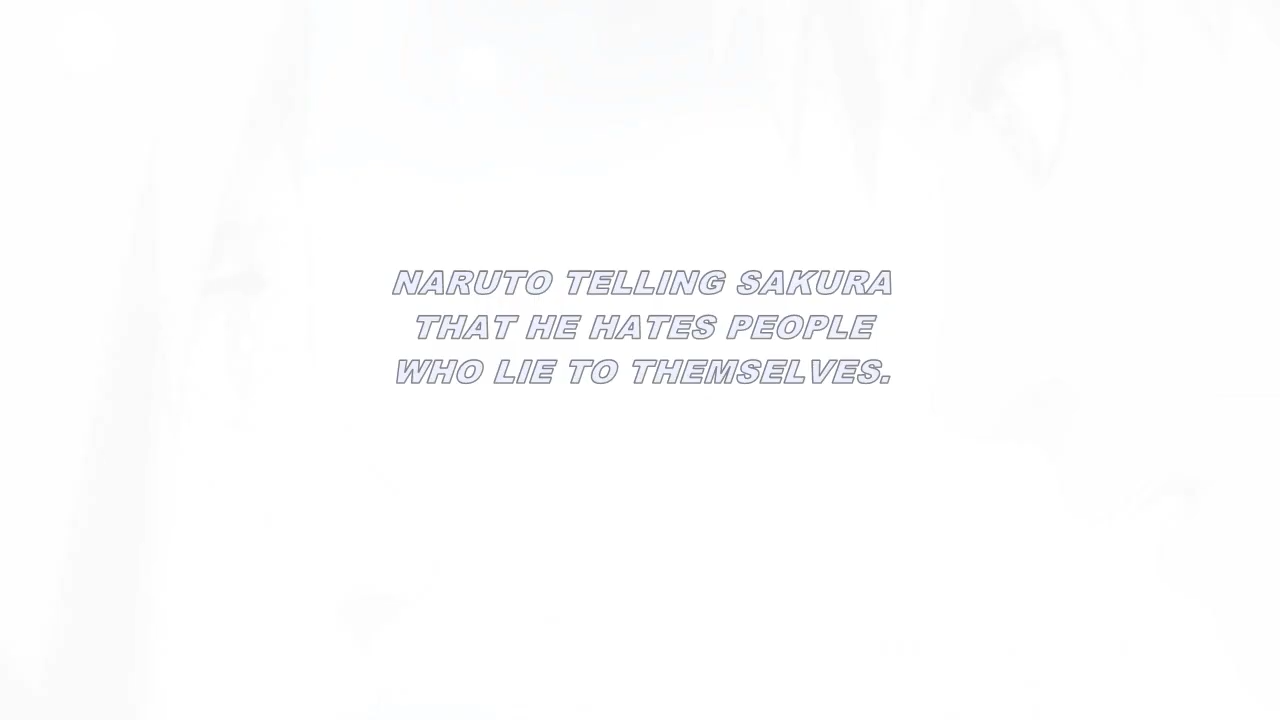 NARUTO TELLING SAKURA
THAT HE HATES PEOPLE
WHO LIE TO THEMSELVES.